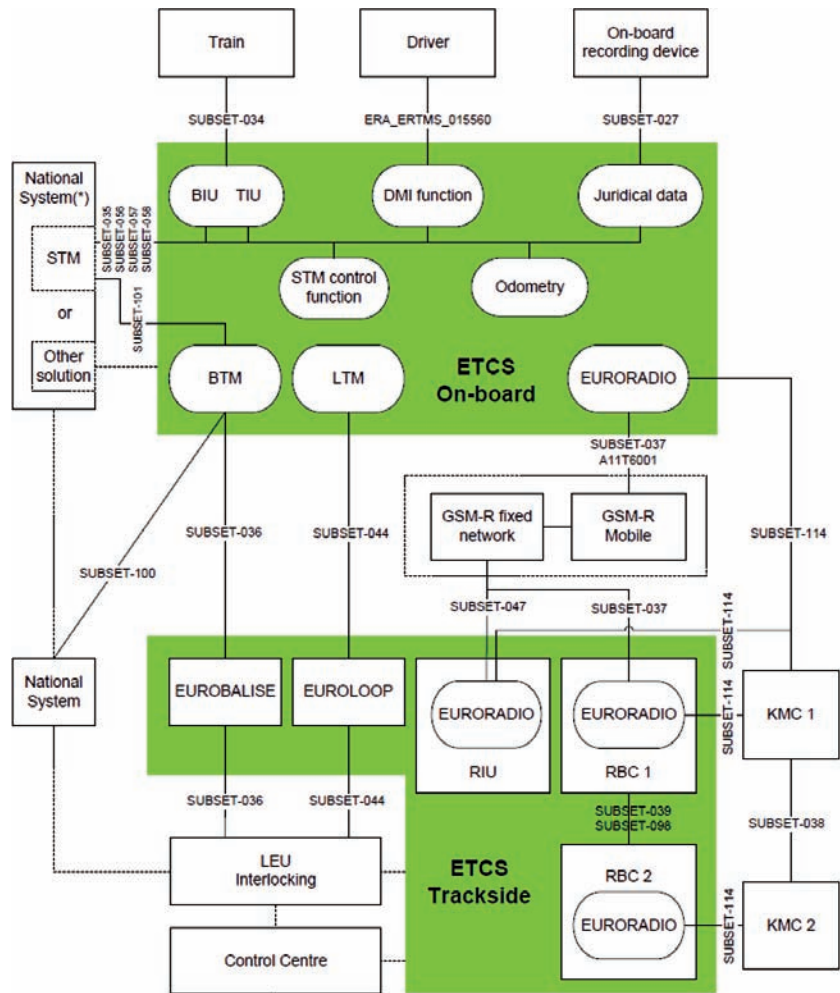 Train
Driver
On-board
recording device
SUBSET-034
ERA_ERTMS_015560
SUBSET-027
National
System(*)
STM
or
Other
solution
SUBSET-035
SUBSET-056
SUBSET-057
SUBSET-058
SUBSET-101
BIU TIU
DMI function
Juridical data
STM control
function
Odometry
BTM
LTM
ETCS
On-board
EURORADIO
SUBSET-037
A11T6001
GSM-R fixed
network
GSM-R
Mobile
SUBSET-114
SUBSET-036
SUBSET-044
SUBSET-100
SUBSET-047
SUBSET-037
SUBSET-114
National
System
EUROBALISE
EUROLOOP
EURORADIO
RIU
EURORADIO
RBC 1
SUBSET-114
KMC 1
SUBSET-036
SUBSET-044
SUBSET-039
SUBSET-098
SUBSET-038
LEU
Interlocking
ETCS
Trackside
RBC 2
EURORADIO
SUBSET-114
KMC 2
Control Centre